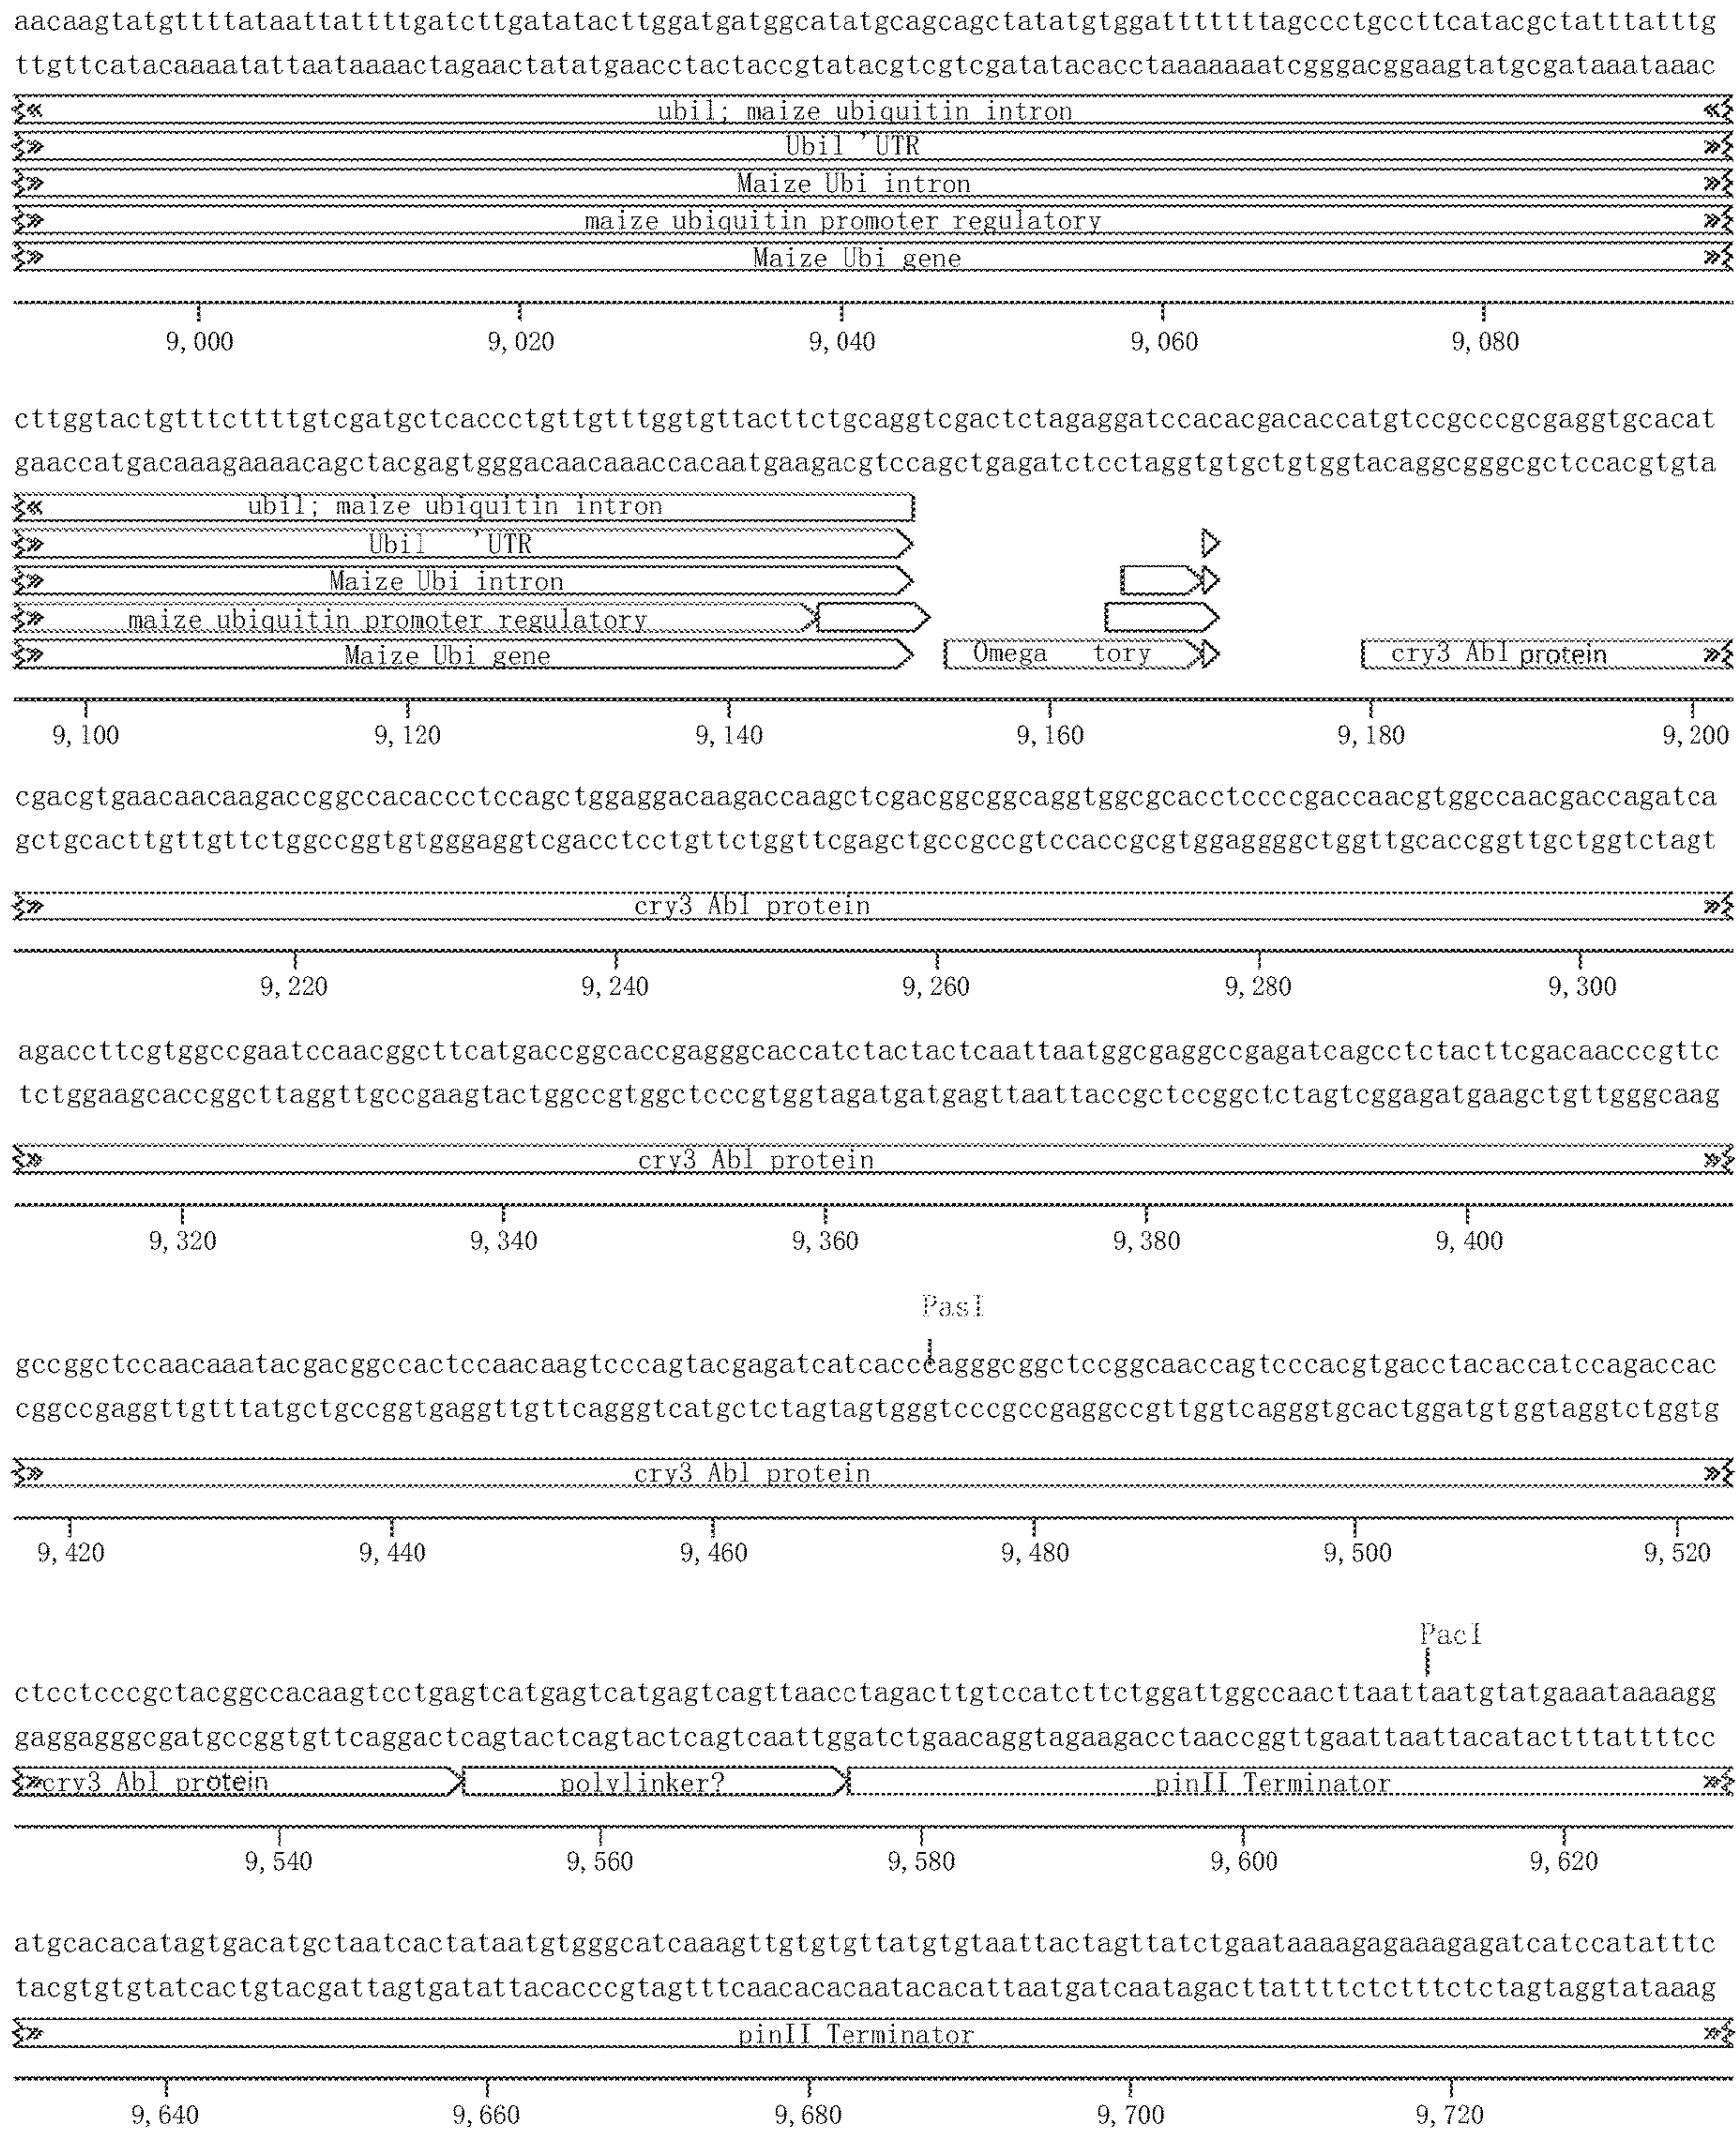 aacaagtatgttttataattattttgatcttgatatacttggatgatggcatatgcagcagctatatgtggatttttttagccctgccttcatacgctatttatttg
ttgttcatacaaaatattaataaaactagaactatatgaacctactaccgtatacgtcgtcgatatacacctaaaaaaatcgggacggaagtatgcgataaataaac
ubil; maize ubiquitin intron
Ubil 'UTR
Maize Ubi intron
maize ubiquitin promoter regulatory
Maize Ubi gene
9,000 9,020 9,040 9,060 9,080
cttggtactgtttcttttgtcgatgctcaccctgttgtttggtgttacttctgcaggtcgactctagaggatccacacgacaccatgtccgcccgcgaggtgcacat
gaaccatgacaaagaaaacagctacgagtgggacaacaaaccacaatgaagacgtccagctgagatctcctaggtgtgctgtggtacaggcgggcgctccacgtgta
ubil; maize ubiquitin intron
Ubil 'UTR
Maize Ubi intron
maize ubiquitin promoter regulatory
Maize Ubi gene Omega tory cry3 Abl protein
9,100 9,120 9,140 9,160 9,180 9,200
cgacgtgaacaacaagaccggccacaccctccagctggaggacaagaccaagctcgacggcggcaggtggcgcacctccccgaccaacgtggccaacgaccagatca
gctgcacttgttgttctggccggtgtgggaggtcgacctcctgttctggttcgagctgccgccgtccaccgcgtggaggggctggttgcaccggttgctggtctagt
cry3 Abl protein
9,220 9,240 9,260 9,280 9,300
agaccttcgtggccgaatccaacggcttcatgaccggcaccgagggcaccatctactactcaattaatggcgaggccgagatcagcctctacttcgacaacccgttc
tctggaagcaccggcttaggttgccgaagtactggccgtggctcccgtggtagatgatgagttaattaccgctccggctctagtcggagatgaagctgttgggcaag
cry3 Abl protein
9,320 9,340 9,360 9,380 9,400
PasI
gccggctccaacaaatacgacggccactccaacaagtcccagtacgagatcatcacccagggcggctccggcaaccagtcccacgtgacctacaccatccagaccac
cggccgaggttgtttatgctgccggtgaggttgttcagggtcatgctctagtagtgggtcccgccgaggccgttggtcagggtgcactggatgtggtaggtctggtg
cry3 Abl protein
9,420 9,440 9,460 9,480 9,500 9,520
PacI
ctcctcccgctacggccacaagtcctgagtcatgagtcatgagtcagttaacctagacttgtccatcttctggattggccaacttaattaatgtatgaaataaaagg
gaggagggcgatgccggtgttcaggactcagtactcagtactcagtcaattggatctgaacaggtagaagacctaaccggttgaattaattacatactttattttcc
cry3 Abl protein polylinker? pinII Terminator
9,540 9,560 9,580 9,600 9,620
atgcacacatagtgacatgctaatcactataatgtgggcatcaaagttgtgtgttatgtgtaattactagttatctgaataaaagagaaagagatcatccatatttc
tacgtgtgtatcactgtacgattagtgatattacacccgtagtttcaacacacaatacacattaatgatcaatagacttattttctctttctctagtaggtataaag
pinII Terminator
9,640 9,660 9,680 9,700 9,720